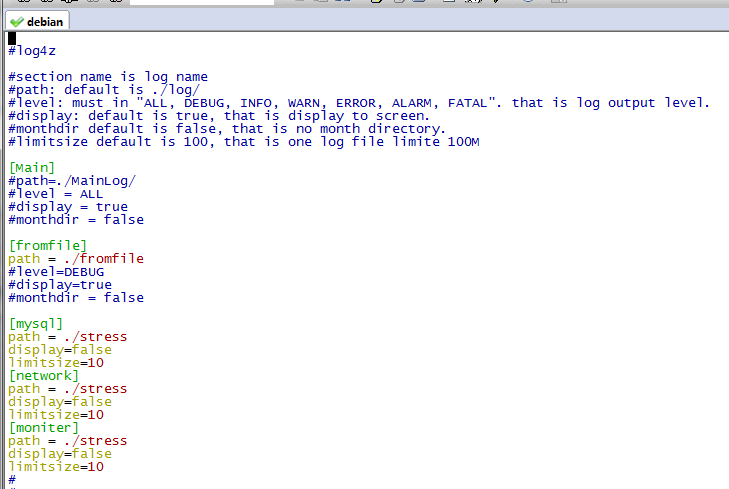 debian
#log4z
#section name is log name
#path: default is ./log/
#level: must in "ALL, DEBUG, INFO, WARN, ERROR, ALARM, FATAL". that is log output level.
#display: default is true, that is display to screen.
#monthdir default is false, that is no month directory.
#limitsize default is 100, that is one log file limite 100M
[Main]
#path=./MainLog/
#level = ALL
#display = true
#monthdir = false
[fromfile]
path = ./fromfile
#level=DEBUG
#display=true
#monthdir = false
[mysql]
path = ./stress
display=false
limitsize=10
[network]
path = ./stress
display=false
limitsize=10
[moniter]
path = ./stress
display=false
limitsize=10
#